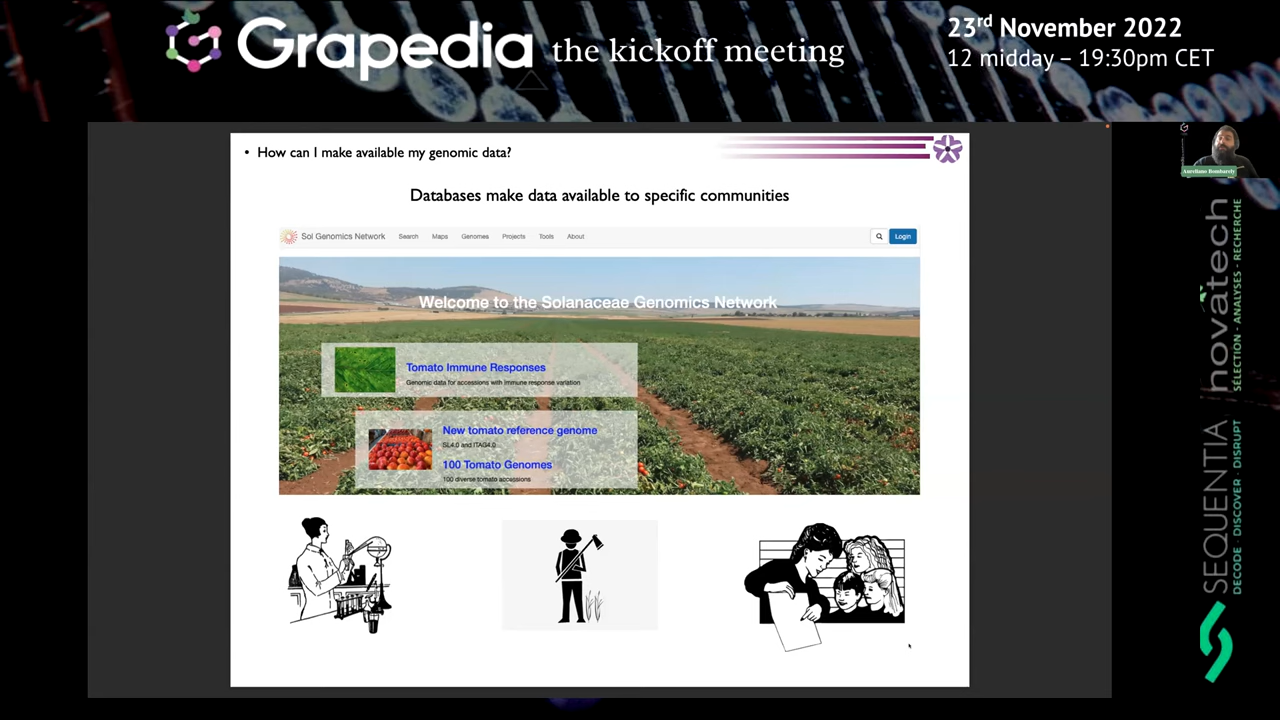 Grapedia the kickoff meeting
23rd November 2022
12 midday – 19:30pm CET
• How can I make available my genomic data?
Databases make data available to specific communities
Sol Genomics Network Search Maps Genomes Projects Tools About Login
Welcome to the Solanaceae Genomics Network
Tomato Immune Responses
Genomic data for accessions with immune response variation
New tomato reference genome
SL4.0 and ITAG4.0
100 Tomato Genomes
100 diverse tomato accessions
Aureliano Bombarely
novatech
SÉLECTION - ANALYSES - RECHERCHE
SEQUENTIA
DECODE · DISCOVER · DISRUPT